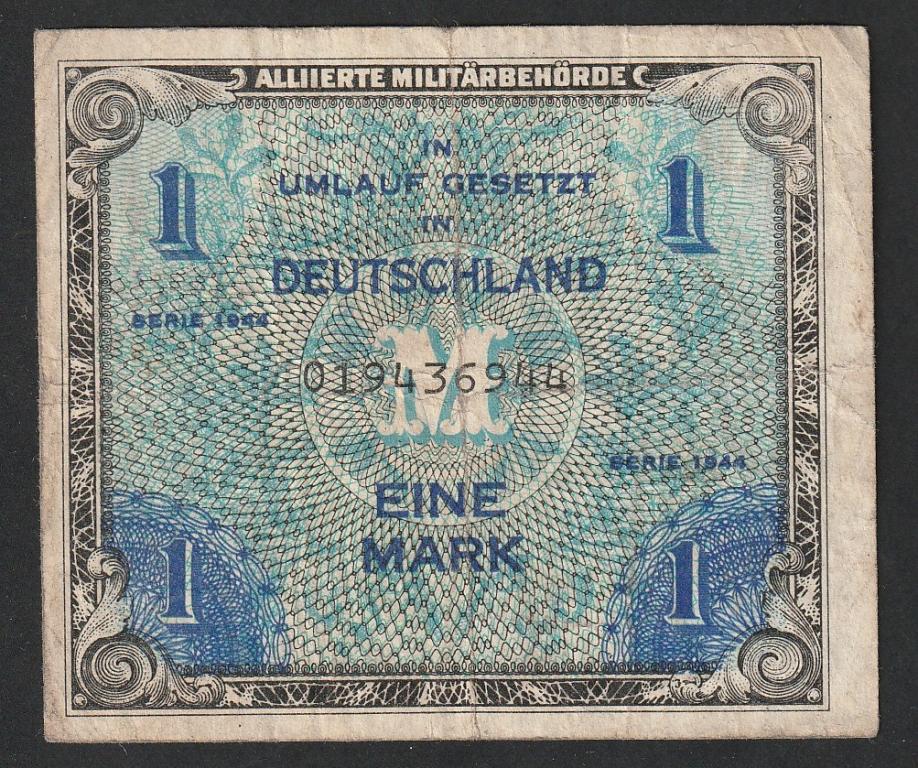 ALLIIERTE MILITÄRBEHÖRDE
IN
UMLAUF GESETZT
1 1
IN
DEUTSCHLAND
SERIE 1944
M
019436944
SERIE 1944
EINE
MARK
1 1